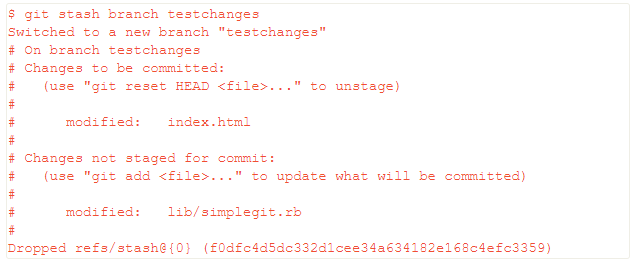 $ git stash branch testchanges
Switched to a new branch "testchanges"
# On branch testchanges
# Changes to be committed:
#   (use "git reset HEAD <file>..." to unstage)
#
#      modified:   index.html
#
# Changes not staged for commit:
#   (use "git add <file>..." to update what will be committed)
#
#      modified:   lib/simplegit.rb
#
Dropped refs/stash@{0} (f0dfc4d5dc332d1cee34a634182e168c4efc3359)